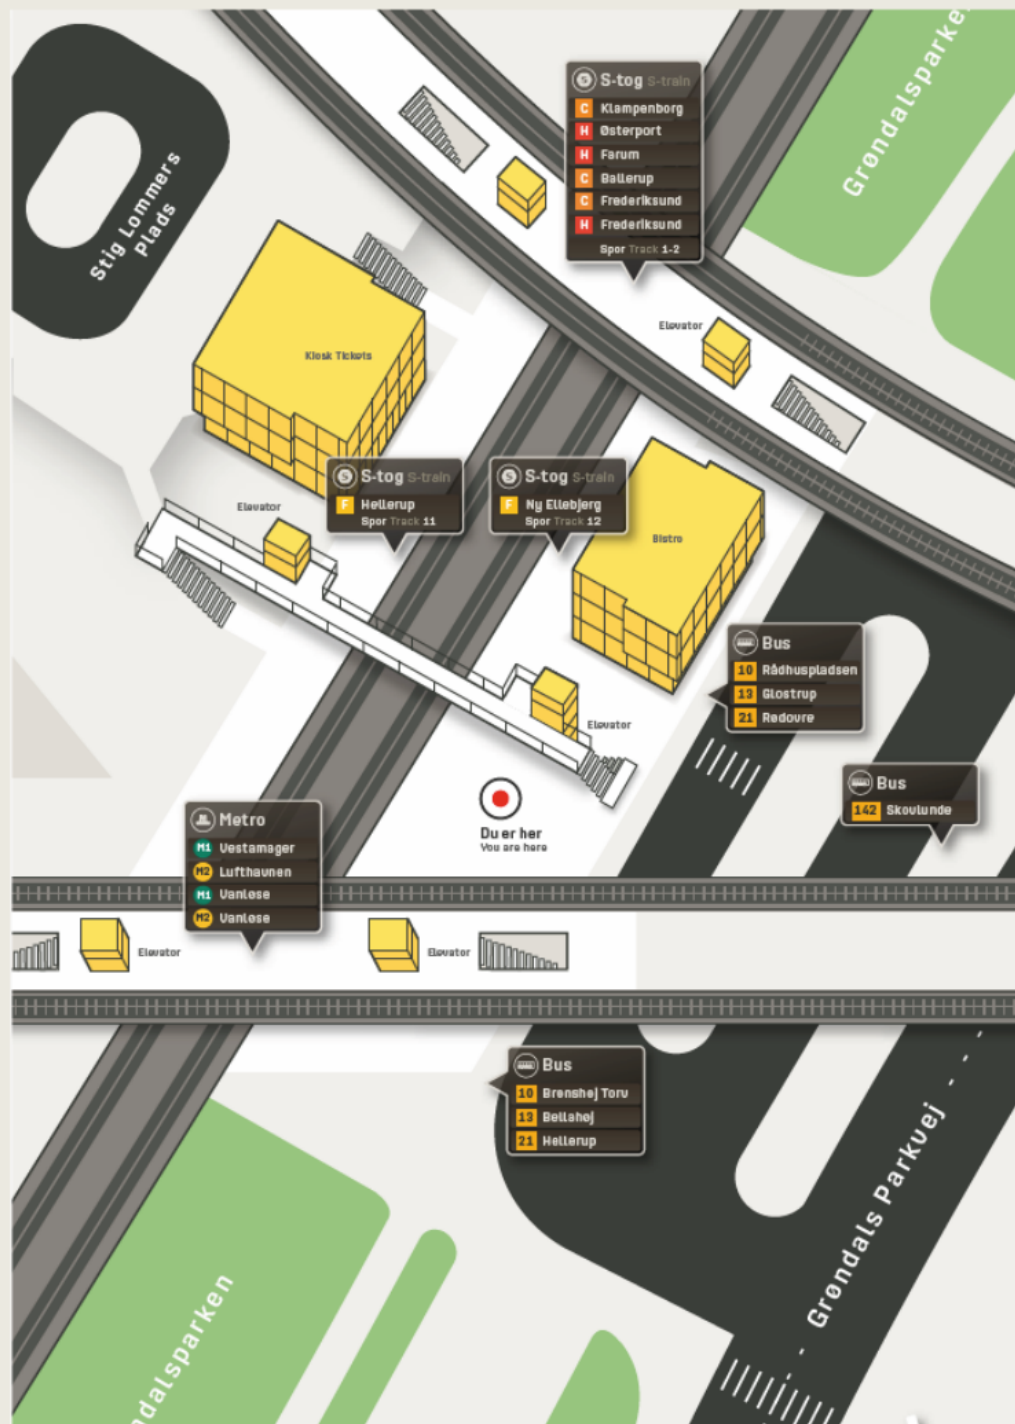 Grøndalsparke
S-tog S-train
C Klampenborg
H Østerport
H Farum
C Ballerup
C Frederiksund
H Frederiksund
Spor Track 1-2
Stig Lommers
Plads
Elevator
Kiosk Tickets
S-tog S-train
F Hellerup
Spor Track 11
S-tog S-train
F Ny Ellebjerg
Spor Track 12
Elevator
Bistro
Bus
10 Rådhuspladsen
13 Glostrup
21 Rødovre
Elevator
Bus
142 Skovlunde
Du er her
You are here
Metro
M1 Vestamager
M2 Lufthavnen
M1 Vanløse
M2 Vanløse
Elevator
Elevator
Bus
10 Brønshøj Torv
13 Bellahøj
21 Hellerup
Grøndals Parkvej
ndalsparken